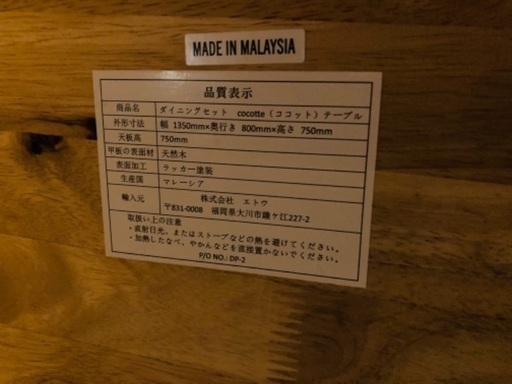 MADE IN MALAYSIA
品質表示
商品名 ダイニングセット cocotte（ココット）テーブル
外形寸法 幅 1350mm×奥行き 800mm×高さ 750mm
天板高 750mm
甲板の表面材 天然木
表面加工 ラッカー塗装
生産国 マレーシア
輸入元 株式会社 エトウ
〒831-0008 福岡県大川市鐘ケ江227-2
取扱い上の注意
・直射日光、またはストーブなどの熱を避けてください。
・加熱したなべ、やかんなどを直接置かないでください。
P/O NO.: DP-2